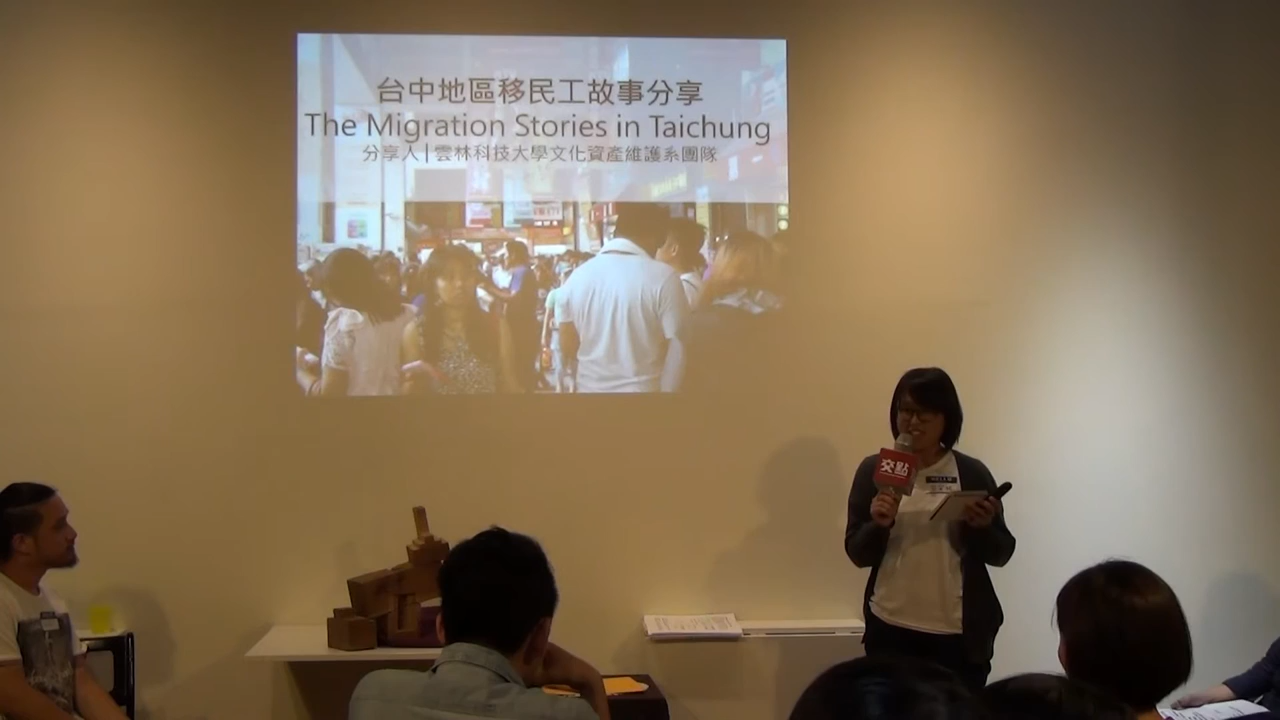 台中地區移民工故事分享
The Migration Stories in Taichung
分享人|雲林科技大學文化資產維護系團隊
交點